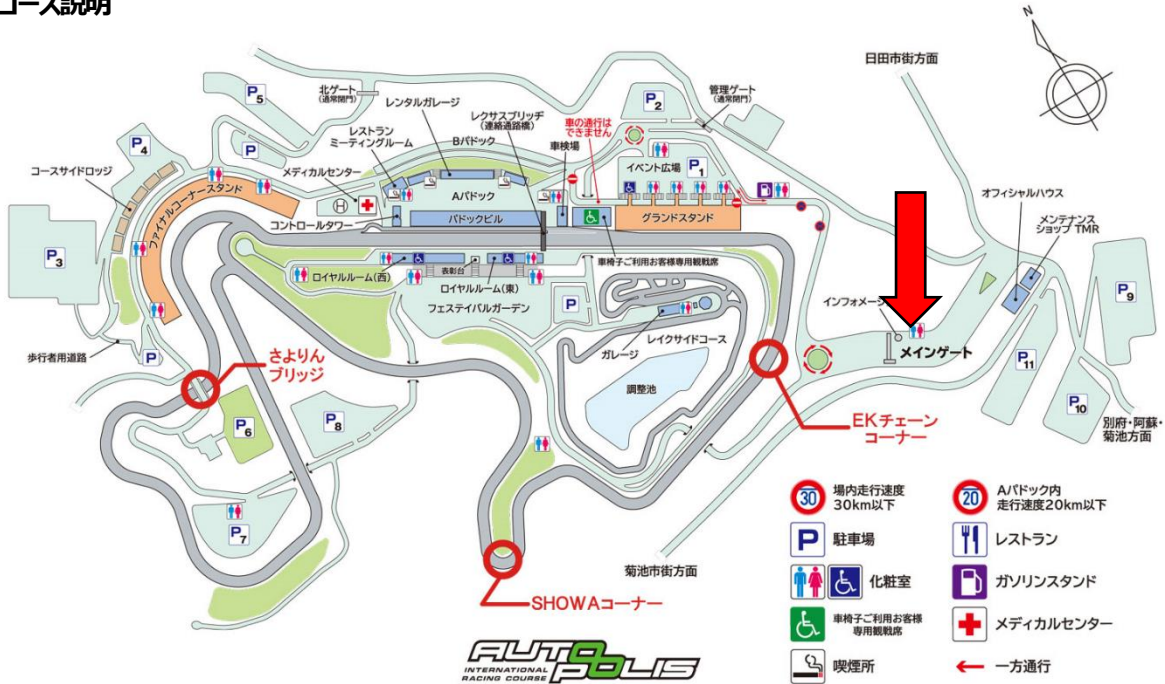 コース説明
N
日田市街方面
北ゲート
(通常閉門)
P5
レンタルガレージ
レクサスブリッヂ
(連絡通路橋)
車の通行は
できません
P2
管理ゲート
(通常閉門)
P4
P
レストラン
ミーティングルーム
Bパドック
車検場
イベント広場
P1
コースサイドロッジ
メディカルセンター
Aパドック
オフィシャルハウス
メンテナンス
ショップ TMR
ファイナルコーナースタンド
H
コントロールタワー
パドックビル
グランドスタンド
P3
ロイヤルルーム(西)
表彰台
ロイヤルルーム(東)
車椅子ご利用お客様専用観戦席
フェスティバルガーデン
P
P9
インフォメー
ガレージ
レイクサイドコース
メインゲート
歩行者用道路
P
さよりん
ブリッジ
調整池
P11
P10
P6
P8
EKチェーン
コーナー
別府・阿蘇・
菊池方面
P7
菊池市街方面
SHOWAコーナー
30
場内走行速度
30km以下
20
Aパドック内
走行速度20km以下
P
駐車場
レストラン
化粧室
ガソリンスタンド
車椅子ご利用お客様
専用観戦席
メディカルセンター
喫煙所
一方通行
AUTOPOLIS
INTERNATIONAL
RACING COURSE